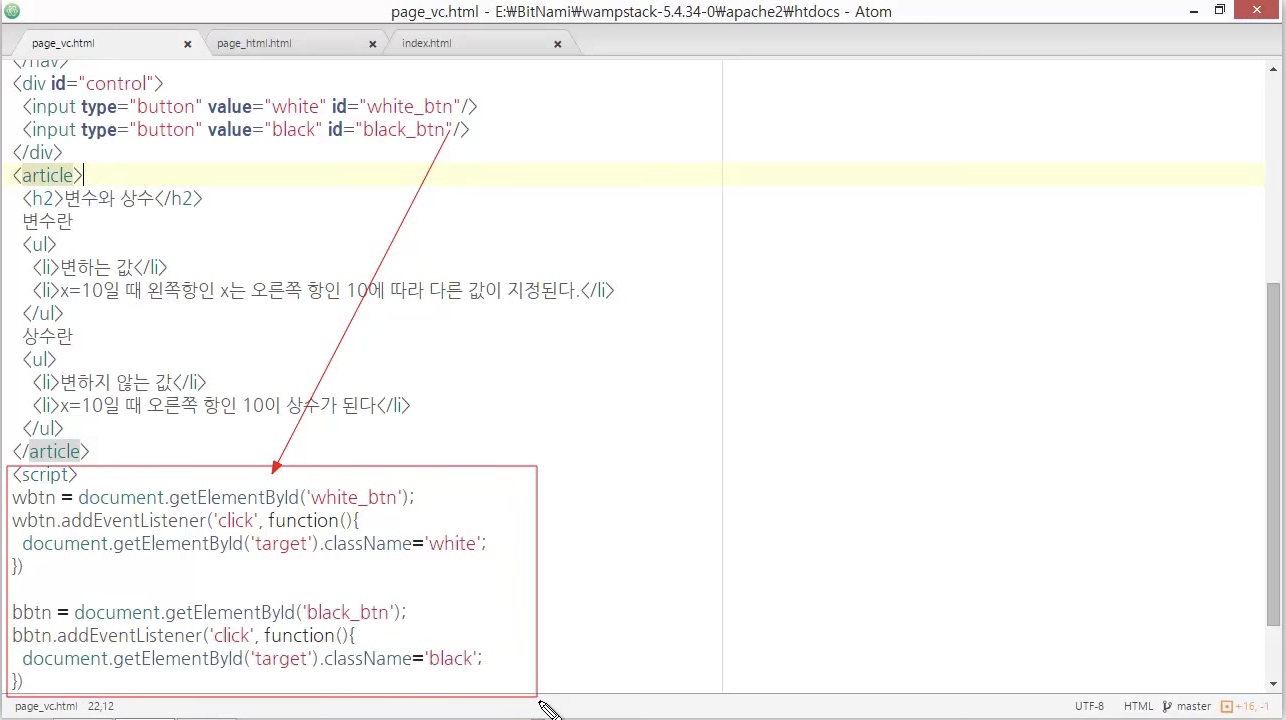 page_vc.html - E:₩BitNami₩wampstack-5.4.34-0₩apache2₩htdocs - Atom
page_vc.html page_html.html index.html
</nav>
<div id="control">
  <input type="button" value="white" id="white_btn"/>
  <input type="button" value="black" id="black_btn"/>
</div>
<article>
  <h2>변수와 상수</h2>
  변수란
  <ul>
    <li>변하는 값</li>
    <li>x=10일 때 왼쪽항인 x는 오른쪽 항인 10에 따라 다른 값이 지정된다.</li>
  </ul>
  상수란
  <ul>
    <li>변하지 않는 값</li>
    <li>x=10일 때 오른쪽 항인 10이 상수가 된다</li>
  </ul>
</article>
<script>
wbtn = document.getElementById('white_btn');
wbtn.addEventListener('click', function(){
  document.getElementById('target').className='white';
})
bbtn = document.getElementById('black_btn');
bbtn.addEventListener('click', function(){
  document.getElementById('target').className='black';
})
page_vc.html 22,12 UTF-8 HTML master +16, -1